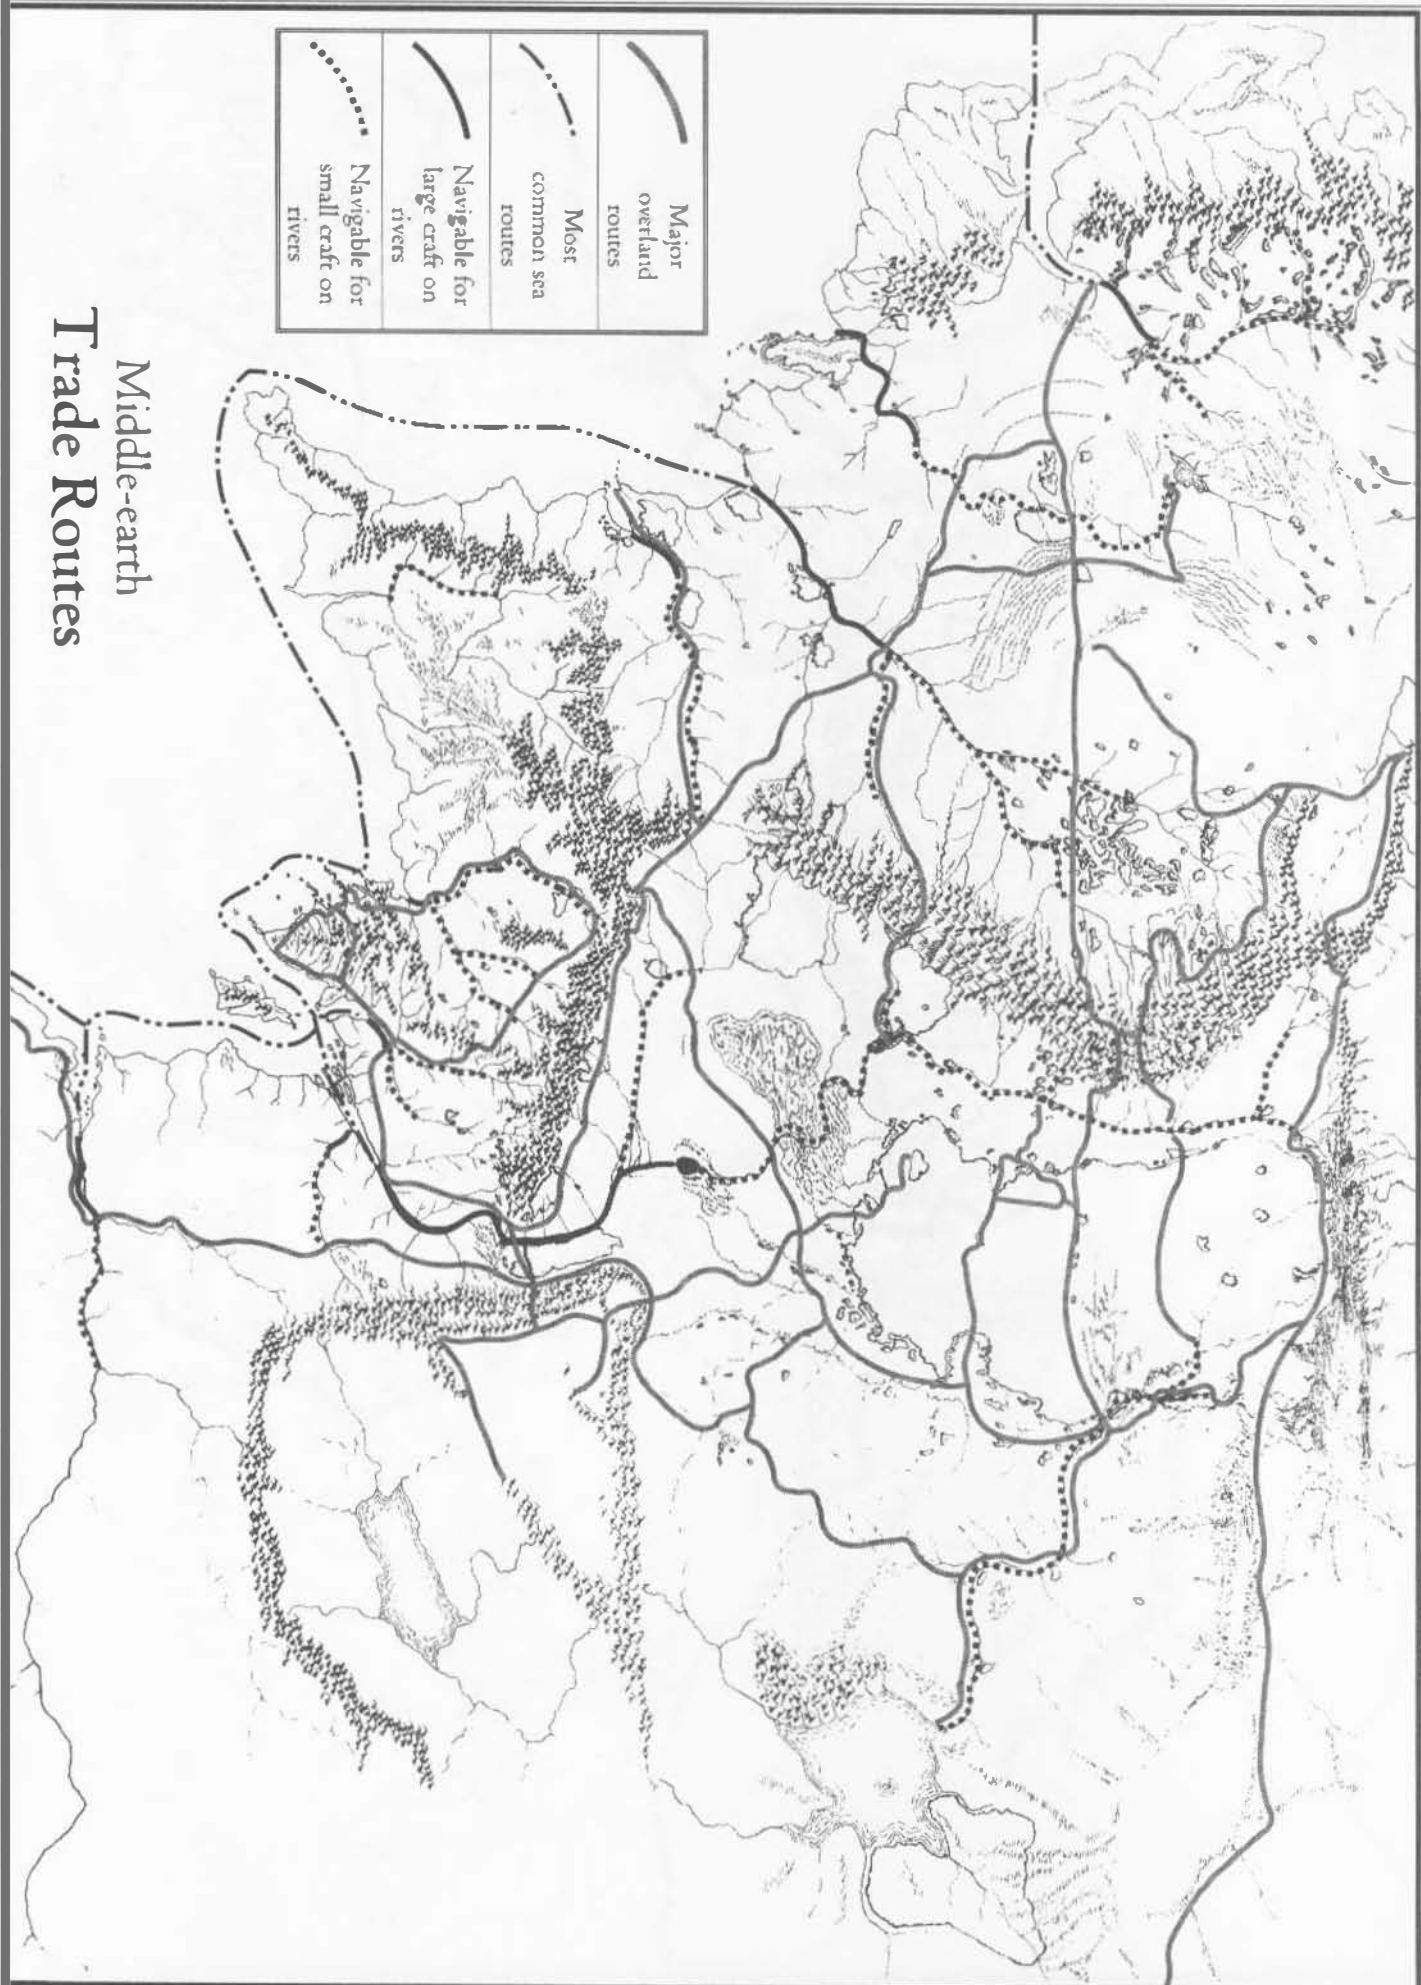 Major
overland
routes
Most
common sea
routes
Navigable for
large craft on
rivers
Navigable for
small craft on
rivers
Middle-earth
Trade Routes